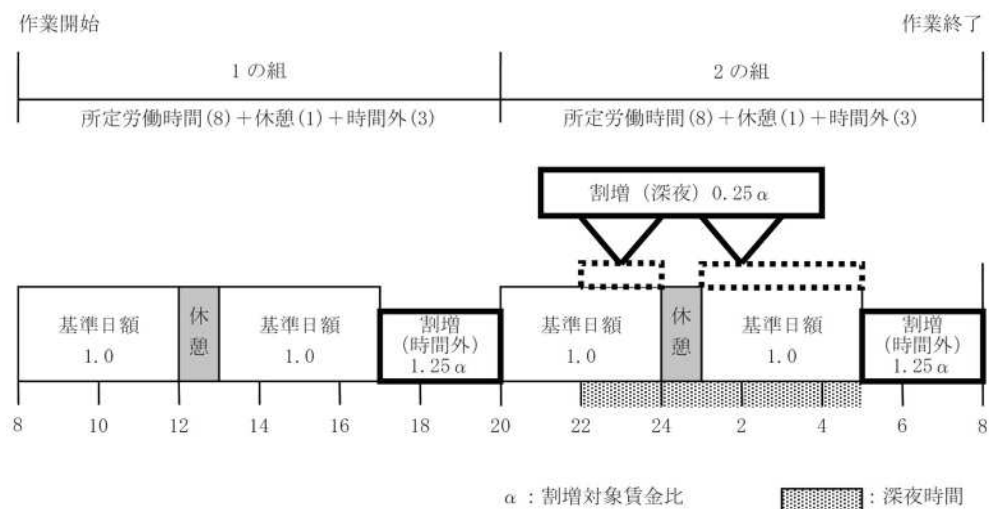 作業開始
作業終了
1の組
2の組
所定労働時間(8)+休憩(1)+時間外(3)
所定労働時間(8)+休憩(1)+時間外(3)
割増（深夜）0.25α
基準日額
1.0
休憩
基準日額
1.0
割増
(時間外)
1.25α
基準日額
1.0
休憩
基準日額
1.0
割増
(時間外)
1.25α
8 10 12 14 16 18 20 22 24 2 4 6 8
α：割増対象賃金比
：深夜時間